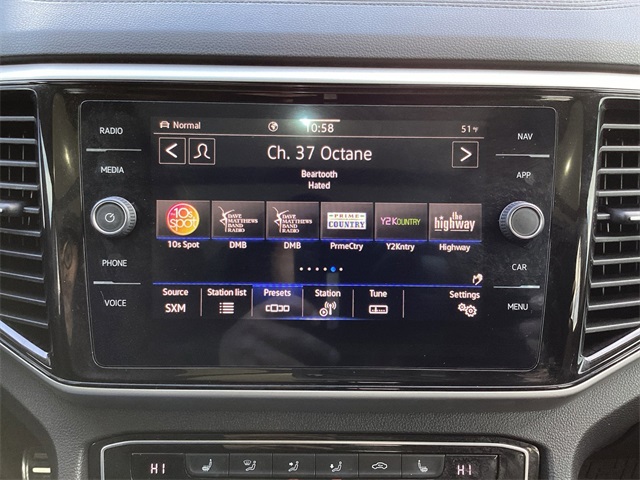 RADIO
MEDIA
PHONE
VOICE
Normal
10:58
51°F
NAV
APP
CAR
MENU
Ch. 37 Octane
Beartooth
Hated
10s SPOT
DAVE MATTHEWS BAND RADIO
DAVE MATTHEWS BAND RADIO
PRIME COUNTRY
Y2KOUNTRY
the highway
10s Spot
DMB
DMB
PrmeCtry
Y2Kntry
Highway
Source
Station list
Presets
Station
Tune
Settings
SXM
HI
HI